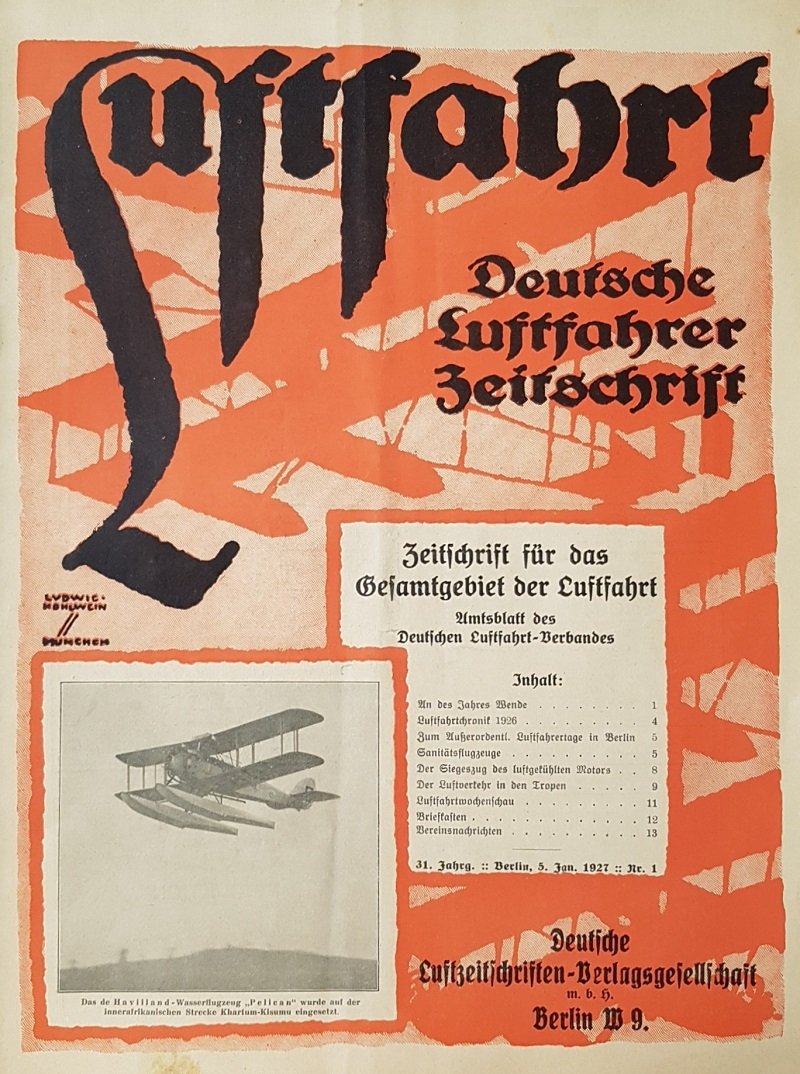 Luftfahrt
Deutsche
Luftfahrer
Zeitschrift
LUDWIG-
HOHLWEIN
MÜNCHEN
Zeitschrift für das
Gesamtgebiet der Luftfahrt
Amtsblatt des
Deutschen Luftfahrt-Verbandes
Inhalt:
An des Jahres Wende . . . . . . . . . 1
Luftfahrtchronik 1926 . . . . . . . . . 4
Zum Außerordentl. Luftfahrertage in Berlin 5
Sanitätsflugzeuge . . . . . . . . . . . 5
Der Siegeszug des luftgekühlten Motors . . 8
Der Luftverkehr in den Tropen . . . . . . 9
Luftfahrtwochenschau . . . . . . . . . . 11
Briefkasten . . . . . . . . . . . . . . 12
Vereinsnachrichten . . . . . . . . . . . 13
31. Jahrg. :: Berlin, 5. Jan. 1927 :: Nr. 1
Das de Havilland-Wasserflugzeug „Pelican" wurde auf der
innerafrikanischen Strecke Khartum-Kisumu eingesetzt.
Deutsche
Luftzeitschriften-Verlagsgesellschaft
m. b. H.
Berlin W 9.